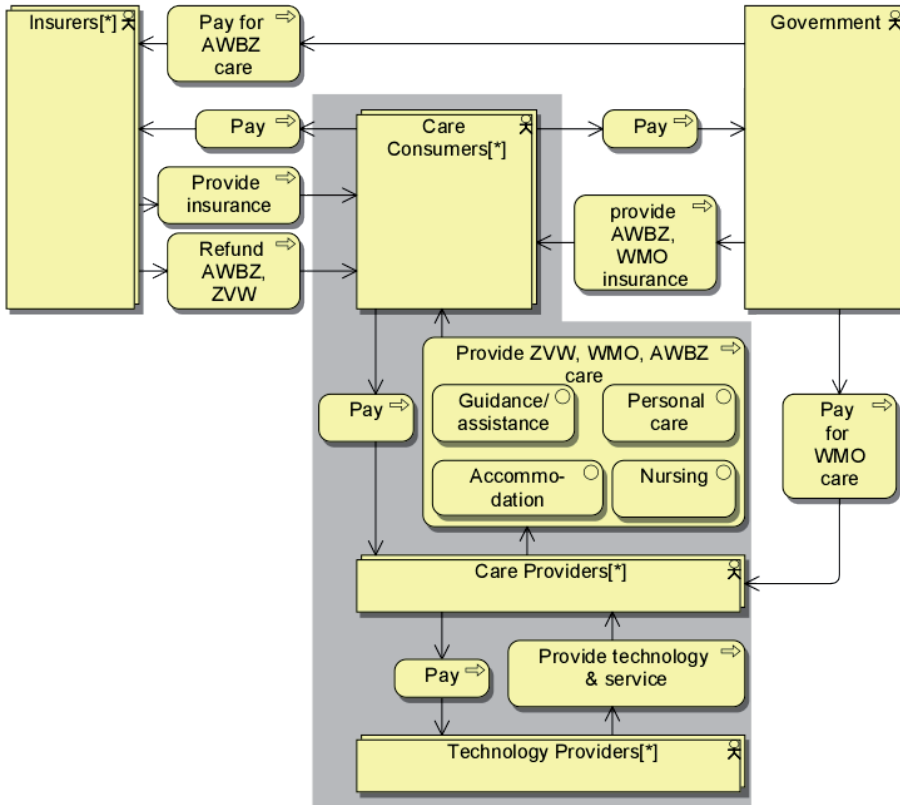 Insurers[*]
Pay for
AWBZ
care
Government
Pay
Care
Consumers[*]
Pay
Provide
insurance
provide
AWBZ,
WMO
insurance
Refund
AWBZ,
ZVW
Provide ZVW, WMO, AWBZ
care
Guidance/
assistance
Personal
care
Accommo-
dation
Nursing
Pay
Pay
for
WMO
care
Care Providers[*]
Pay
Provide technology
& service
Technology Providers[*]